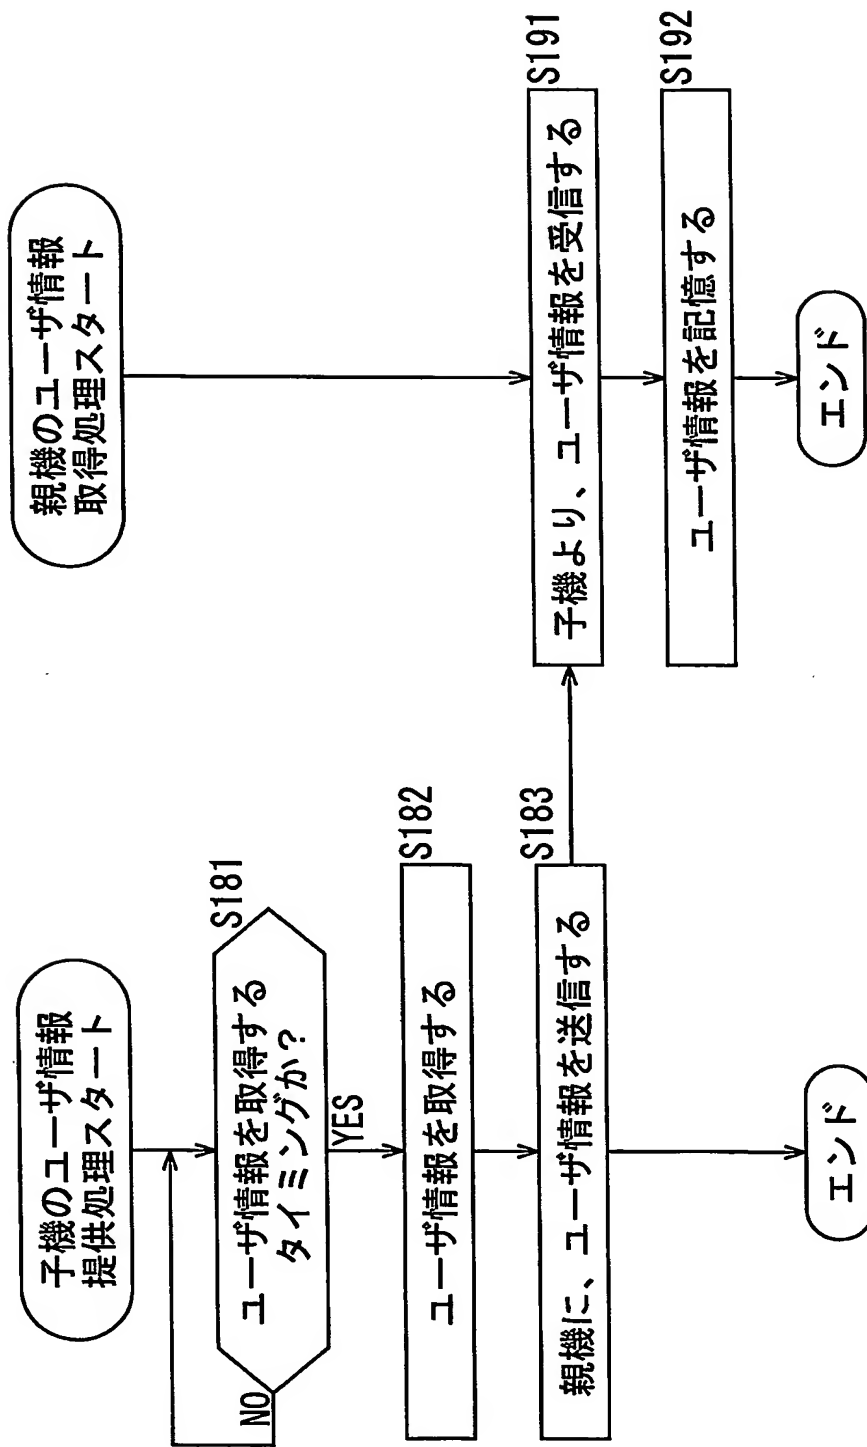 子機のユーザ情報
提供処理スタート
S181
ユーザ情報を取得する
タイミングか?
NO
YES
S182
ユーザ情報を取得する
S183
親機に、ユーザ情報を送信する
エンド
親機のユーザ情報
取得処理スタート
S191
子機より、ユーザ情報を受信する
S192
ユーザ情報を記憶する
エンド